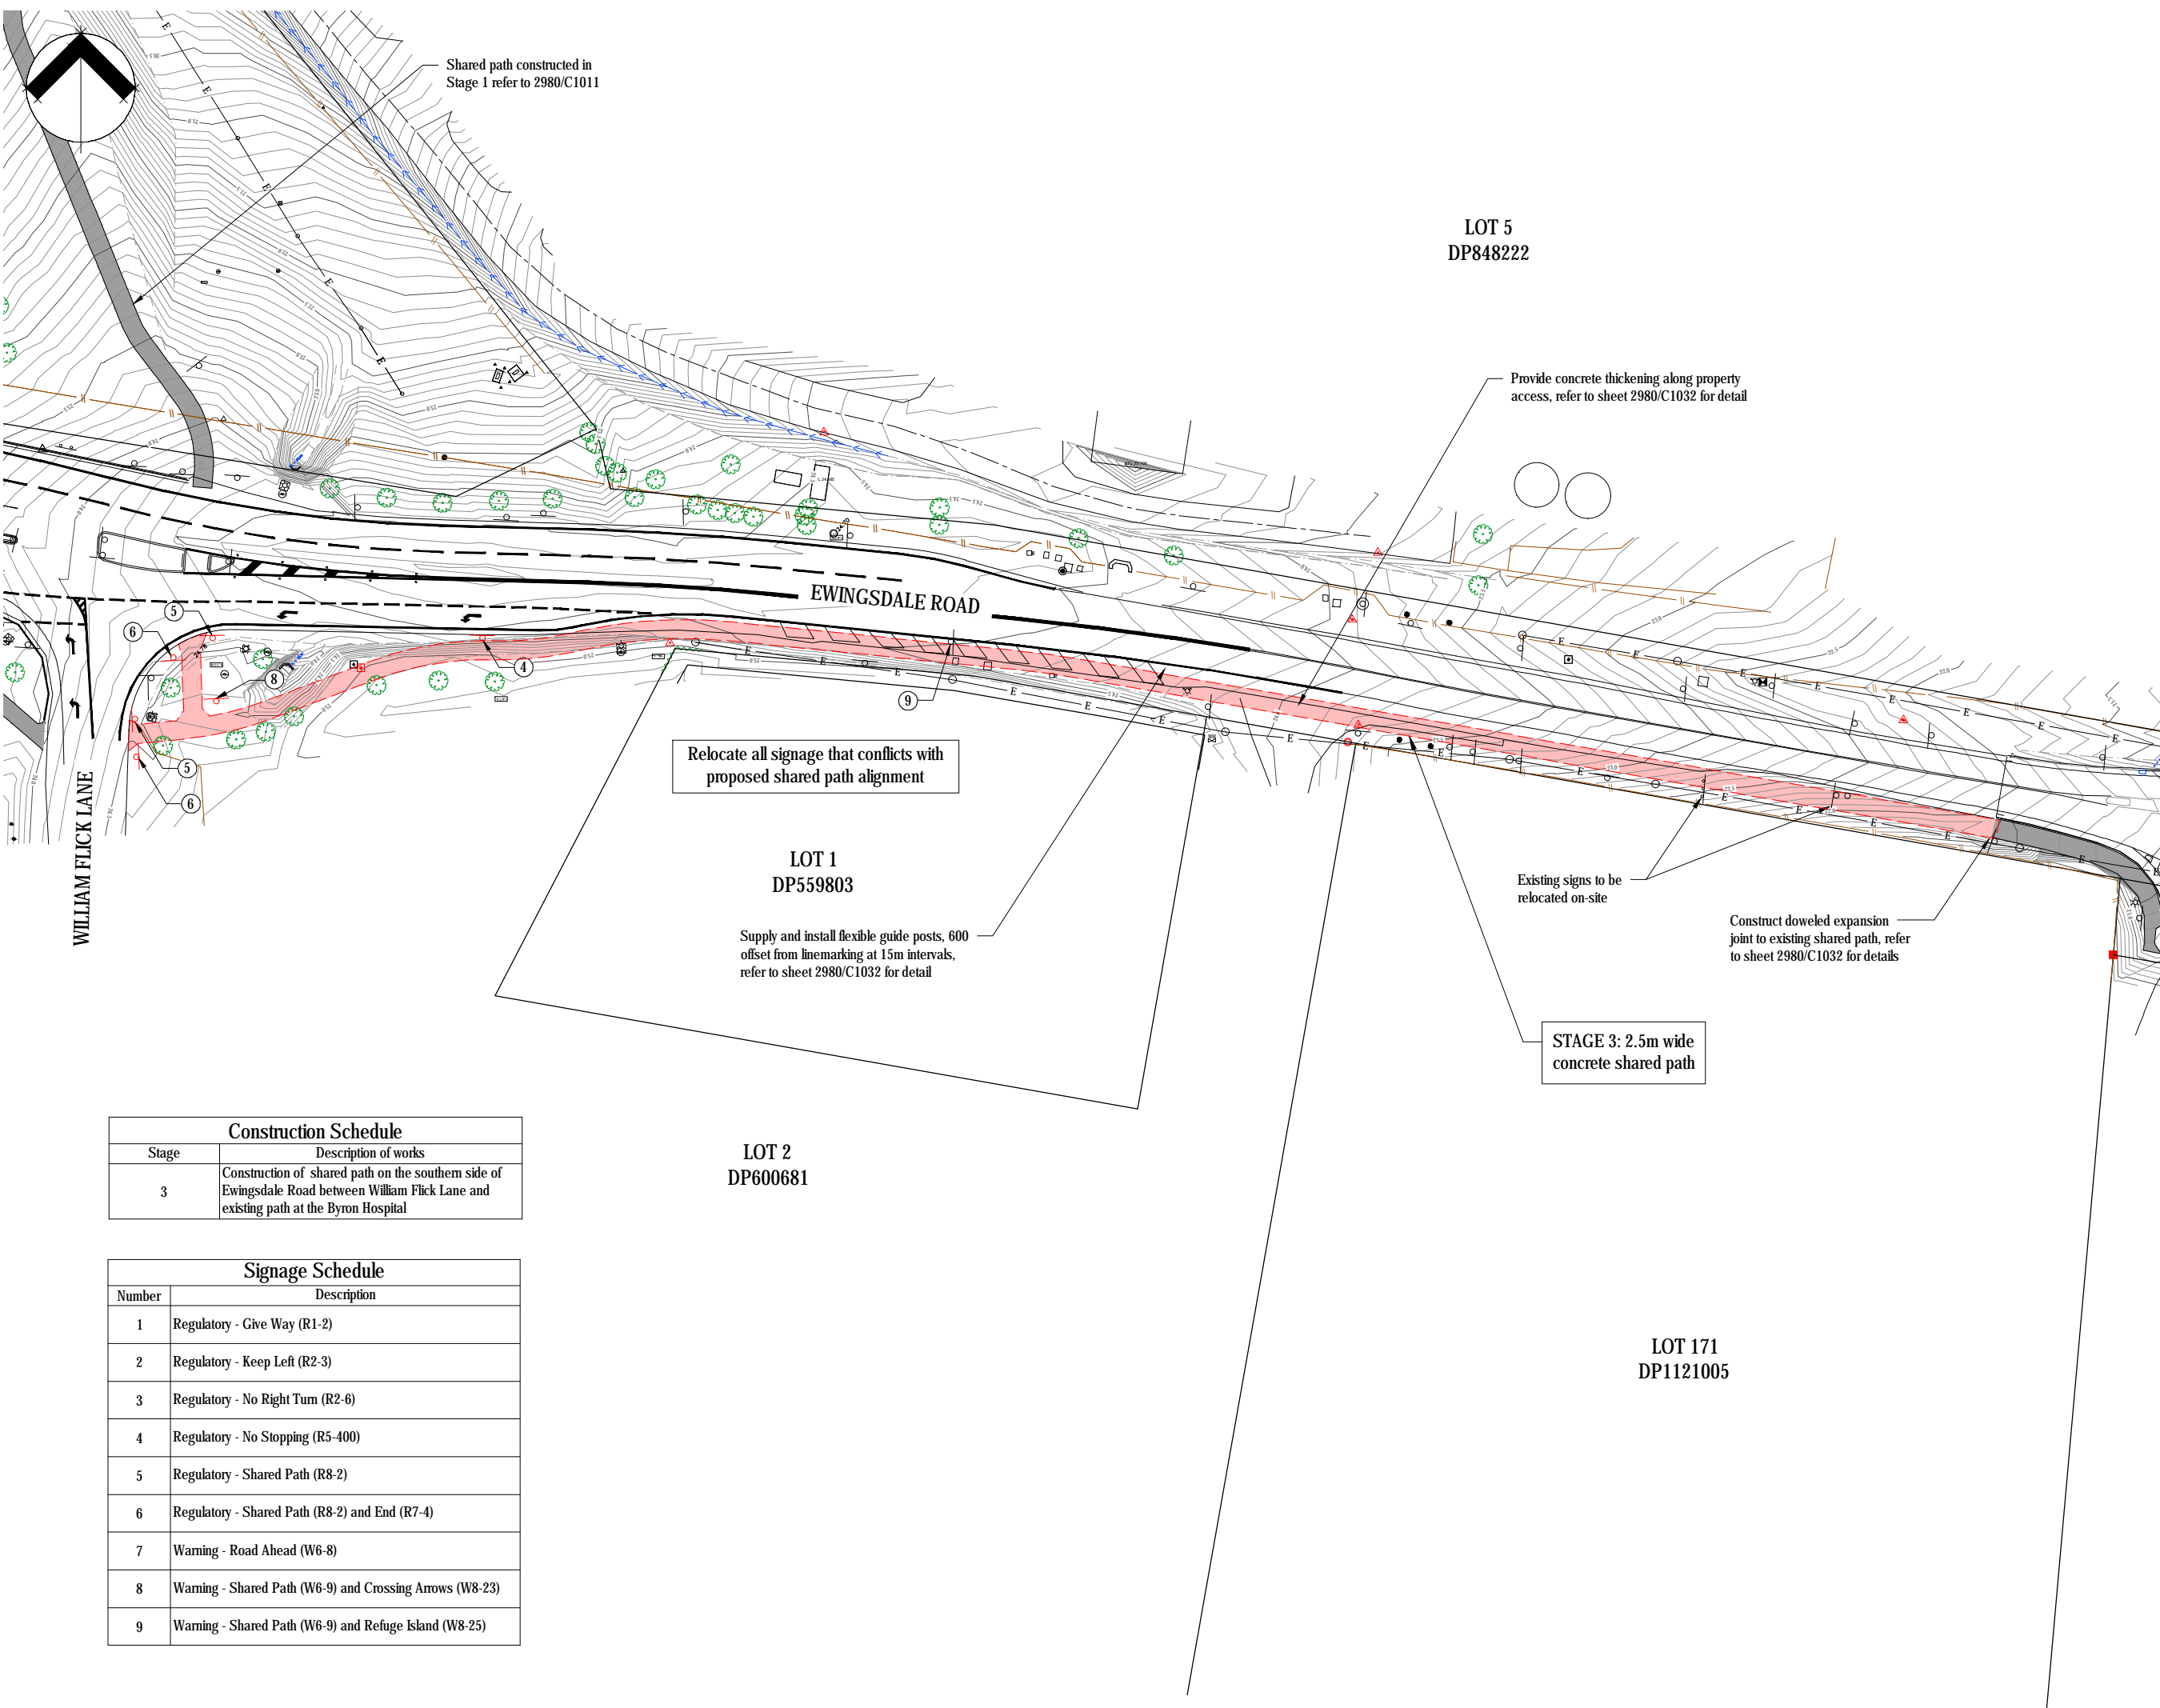 Shared path constructed in
Stage 1 refer to 2980/C1011
LOT 5
DP848222
Provide concrete thickening along property
access, refer to sheet 2980/C1032 for detail
EWINGSDALE ROAD
5
6
8
4
9
5
6
WILLIAM FLICK LANE
Relocate all signage that conflicts with
proposed shared path alignment
LOT 1
DP559803
Supply and install flexible guide posts, 600
offset from linemarking at 15m intervals,
refer to sheet 2980/C1032 for detail
Existing signs to be
relocated on-site
Construct doweled expansion
joint to existing shared path, refer
to sheet 2980/C1032 for details
STAGE 3: 2.5m wide
concrete shared path
LOT 2
DP600681
LOT 171
DP1121005
Construction Schedule
Stage Description of works
3 Construction of shared path on the southern side of
Ewingsdale Road between William Flick Lane and
existing path at the Byron Hospital
Signage Schedule
Number Description
1 Regulatory - Give Way (R1-2)
2 Regulatory - Keep Left (R2-3)
3 Regulatory - No Right Turn (R2-6)
4 Regulatory - No Stopping (R5-400)
5 Regulatory - Shared Path (R8-2)
6 Regulatory - Shared Path (R8-2) and End (R7-4)
7 Warning - Road Ahead (W6-8)
8 Warning - Shared Path (W6-9) and Crossing Arrows (W8-23)
9 Warning - Shared Path (W6-9) and Refuge Island (W8-25)